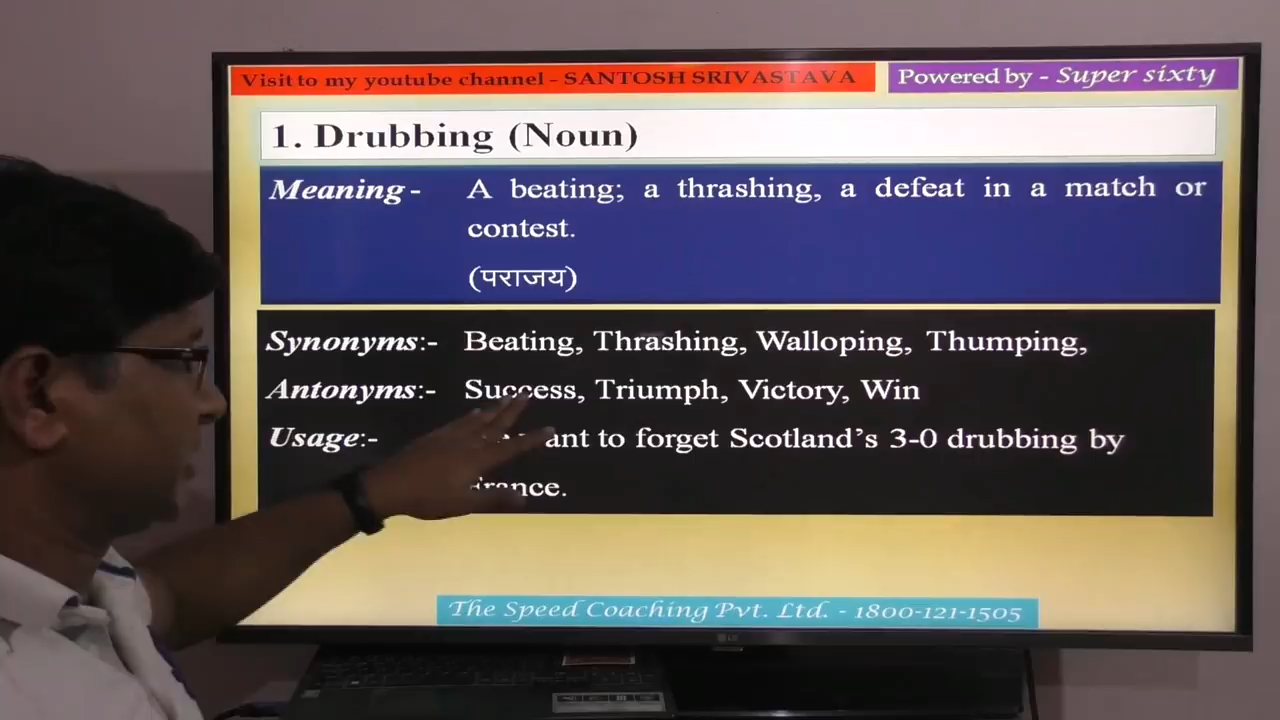 Visit to my youtube channel - SANTOSH SRIVASTAVA
Powered by - Super sixty
1. Drubbing (Noun)
Meaning - A beating; a thrashing, a defeat in a match or
contest.
(पराजय)
Synonyms:- Beating, Thrashing, Walloping, Thumping,
Antonyms:- Success, Triumph, Victory, Win
Usage:- to forget Scotland's 3-0 drubbing by
France.
The Speed Coaching Pvt. Ltd. - 1800-121-1505
LG